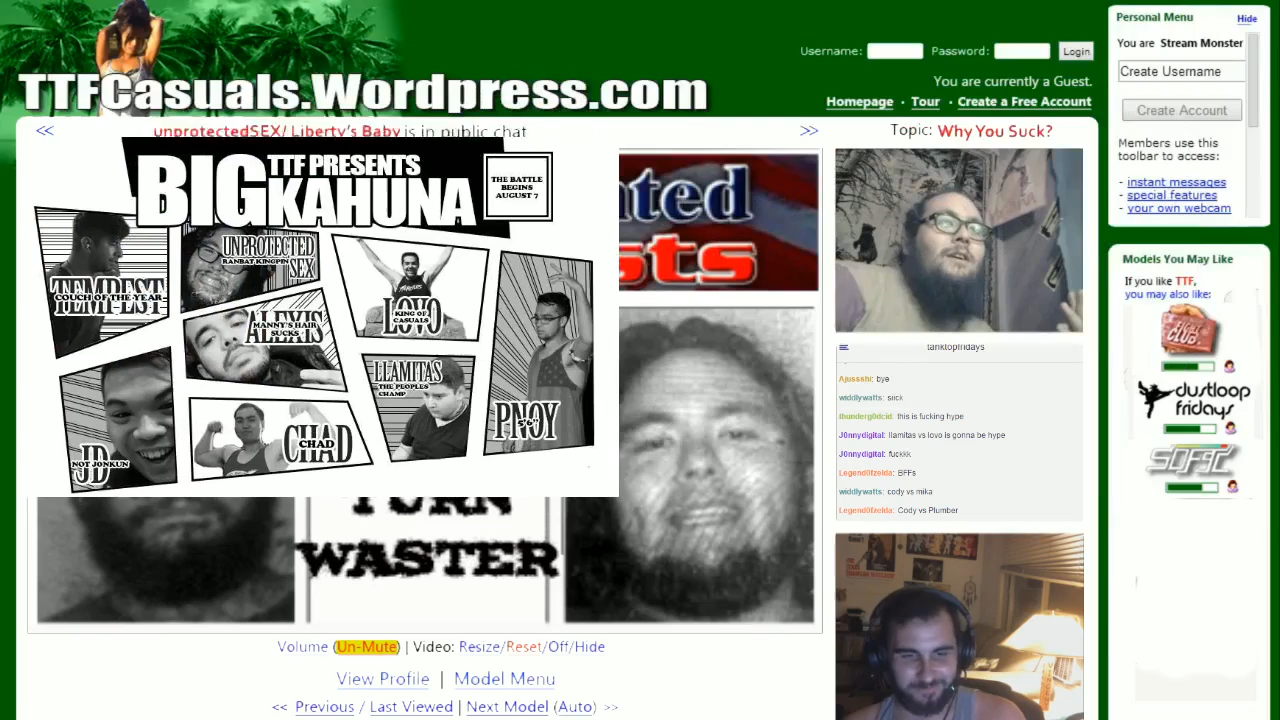 Personal Menu
Hide
You are Stream Monster
Create Username
Create Account
Members use this
toolbar to access:
- instant messages
- special features
- your own webcam
Username:
Password:
Login
You are currently a Guest.
Homepage · Tour · Create a Free Account
TTFCasuals.Wordpress.com
<< unprotectedSEX/ Liberty's Baby is in public chat >>
Topic: Why You Suck?
TTF PRESENTS
BIG KAHUNA
THE BATTLE
BEGINS
AUGUST 7
TEMPEST
COUCH OF THE YEAR
UNPROTECTED
RANBAT KINGPIN
SEX
ALEXIS
MANNY'S HAIR
SUCKS
LOVO
KING OF
CASUALS
LLAMITAS
THE PEOPLES
CHAMP
PNOY
JD
NOT JONKUN
CHAD
CHAD
TURN
WASTER
tanktopfridays
Ajussshi: bye
widdlywatts: siick
thunderg0dcid: this is fucking hype
J0nnydigital: llamitas vs lovo is gonna be hype
J0nnydigital: fuckkk
Legend0fzelda: BFFs
widdlywatts: cody vs mika
Legend0fzelda: Cody vs Plumber
Models You May Like
If you like TTF,
you may also like:
FIGHT
CLUB
dustloop
fridays
Volume (Un-Mute) | Video: Resize/Reset/Off/Hide
View Profile | Model Menu
<< Previous / Last Viewed | Next Model (Auto) >>